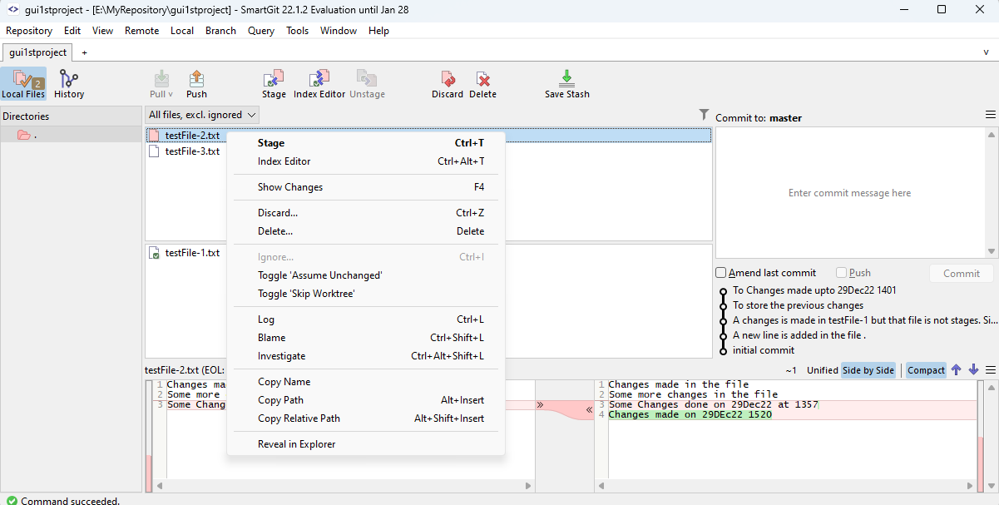 gui1stproject - [E:\MyRepository\gui1stproject] - SmartGit 22.1.2 Evaluation until Jan 28
Repository Edit View Remote Local Branch Query Tools Window Help
gui1stproject +
2
Local Files History Pull Push Stage Index Editor Unstage Discard Delete Save Stash
Directories
.
All files, excl. ignored
Commit to: master
testFile-2.txt
testFile-3.txt
Stage Ctrl+T
Index Editor Ctrl+Alt+T
Show Changes F4
Discard... Ctrl+Z
Delete... Delete
Ignore... Ctrl+I
Toggle 'Assume Unchanged'
Toggle 'Skip Worktree'
Log Ctrl+L
Blame Ctrl+Shift+L
Investigate Ctrl+Alt+Shift+L
Copy Name
Copy Path Alt+Insert
Copy Relative Path Alt+Shift+Insert
Reveal in Explorer
testFile-1.txt
Enter commit message here
Amend last commit Push Commit
To Changes made upto 29Dec22 1401
To store the previous changes
A changes is made in testFile-1 but that file is not stages. Si...
A new line is added in the file .
initial commit
testFile-2.txt (EOL: ~1 Unified Side by Side Compact
1 Changes ma
2 Some more
3 Some Chang
1 Changes made in the file
2 Some more changes in the file
3 Some Changes done on 29Dec22 at 1357
4 Changes made on 29DEc22 1520
Command succeeded.